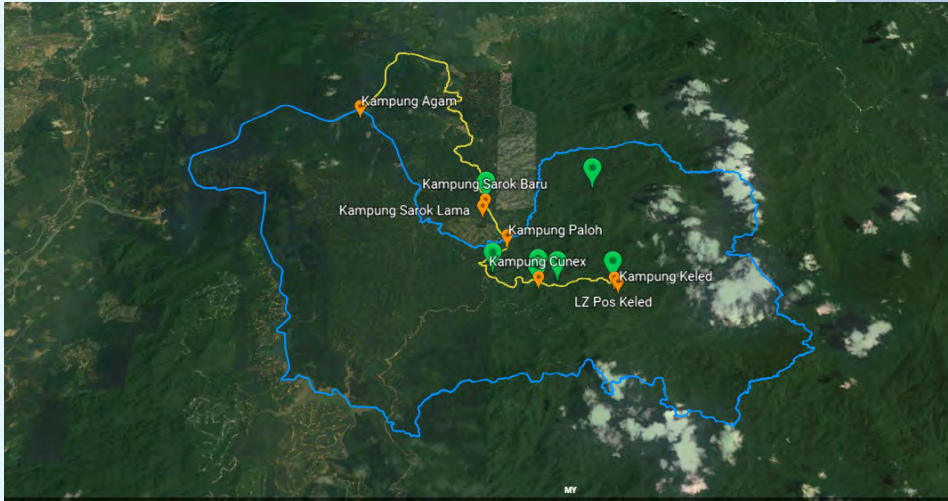 Kampung Agam
Kampung Sarok Baru
Kampung Sarok Lama
Kampung Paloh
Kampung Cunex
Kampung Keled
LZ Pos Keled
MY